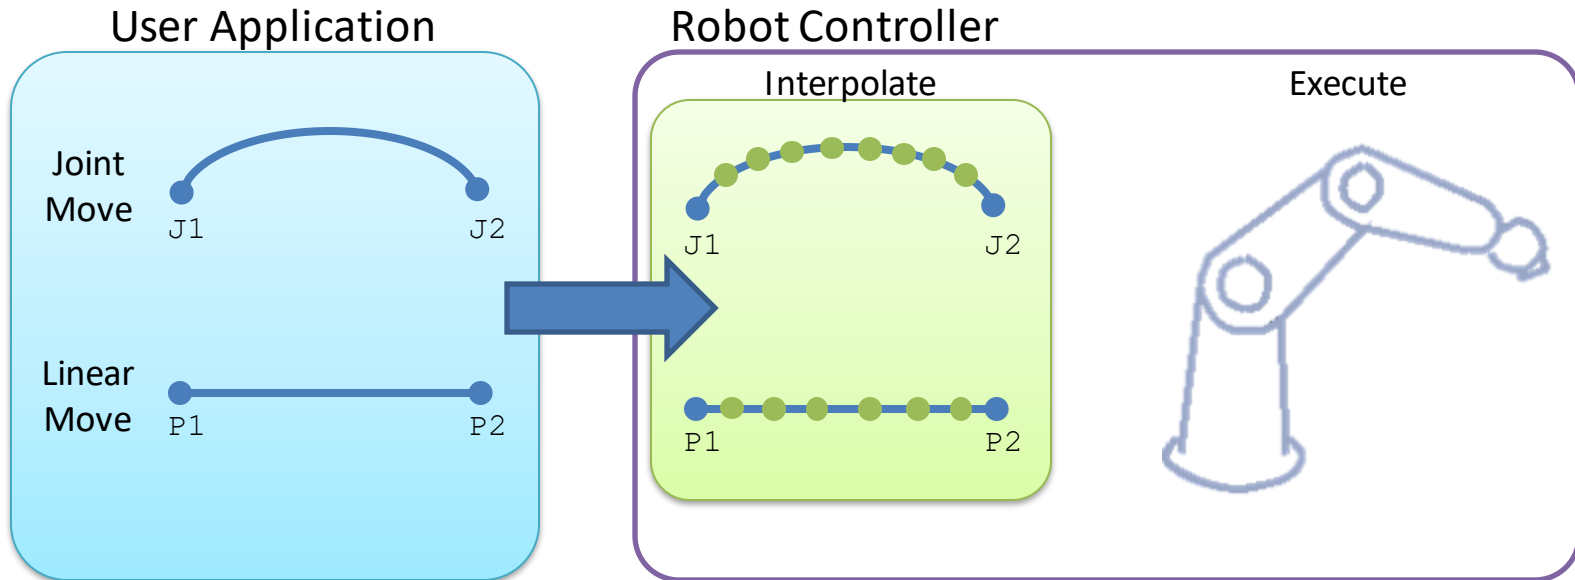 User Application
Joint
Move
J1
J2
Linear
Move
P1
P2
Robot Controller
Interpolate
J1
J2
P1
P2
Execute